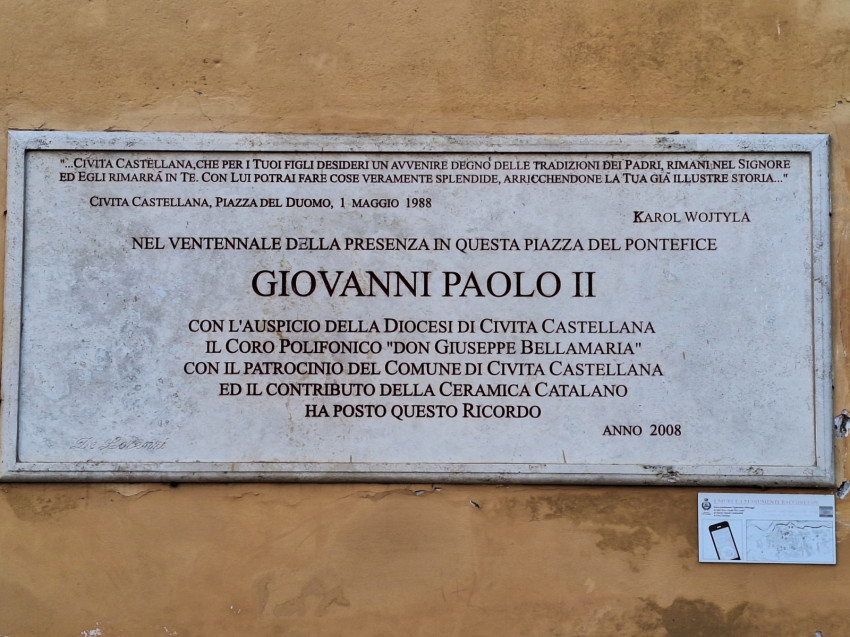 "...CIVITA CASTELLANA,CHE PER I TUOI FIGLI DESIDERI UN AVVENIRE DEGNO DELLE TRADIZIONI DEI PADRI, RIMANI NEL SIGNORE
ED EGLI RIMARRÀ IN TE. CON LUI POTRAI FARE COSE VERAMENTE SPLENDIDE, ARRICCHENDONE LA TUA GIÀ ILLUSTRE STORIA..."
CIVITA CASTELLANA, PIAZZA DEL DUOMO, 1 MAGGIO 1988
KAROL WOJTYLA
NEL VENTENNALE DELLA PRESENZA IN QUESTA PIAZZA DEL PONTEFICE
GIOVANNI PAOLO II
CON L'AUSPICIO DELLA DIOCESI DI CIVITA CASTELLANA
IL CORO POLIFONICO "DON GIUSEPPE BELLAMARIA"
CON IL PATROCINIO DEL COMUNE DI CIVITA CASTELLANA
ED IL CONTRIBUTO DELLA CERAMICA CATALANO
HA POSTO QUESTO RICORDO
ANNO 2008